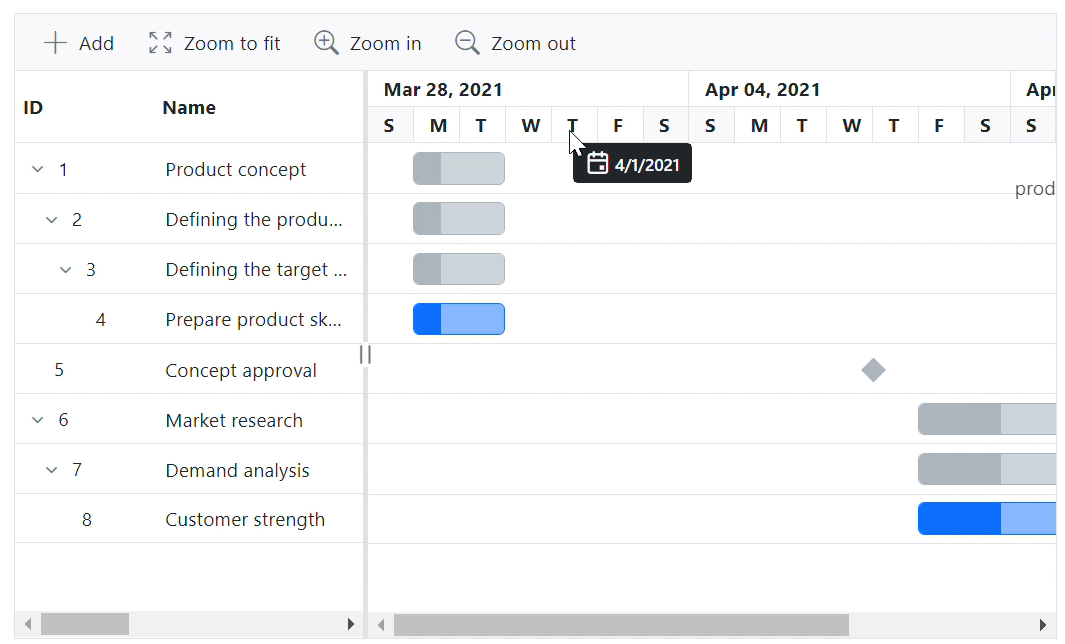 Add Zoom to fit Zoom in Zoom out
ID Name
Mar 28, 2021 Apr 04, 2021 Apr
S M T W T F S S M T W T F S S
4/1/2021
1 Product concept
prod
2 Defining the produ...
3 Defining the target ...
4 Prepare product sk...
5 Concept approval
6 Market research
7 Demand analysis
8 Customer strength